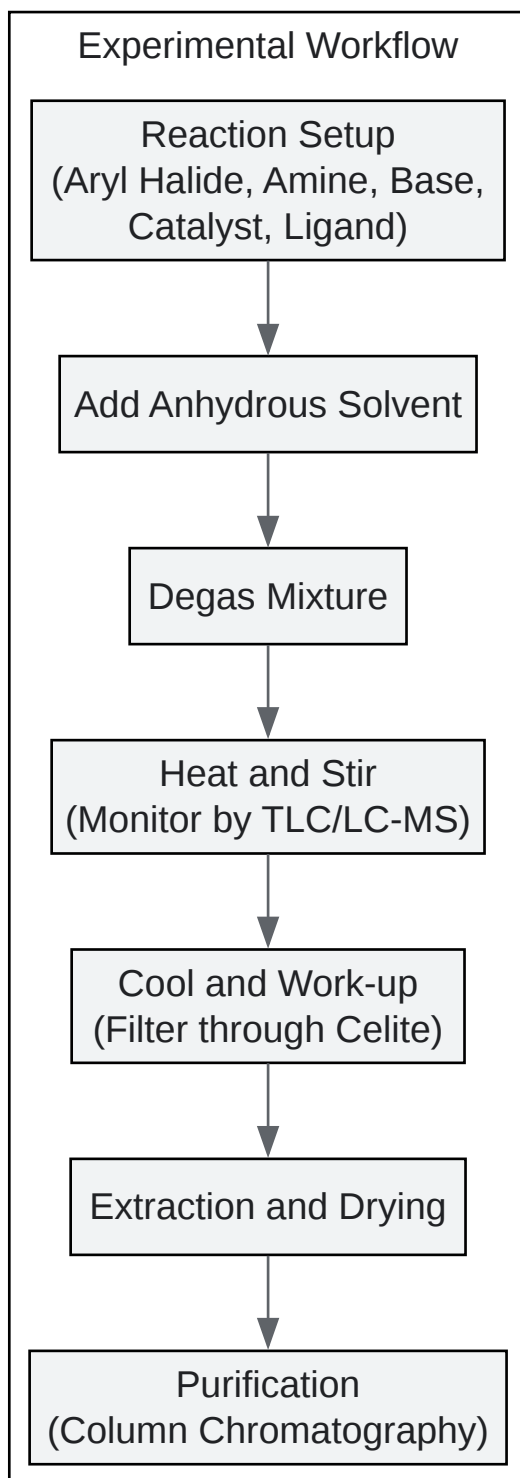 Experimental Workflow
Reaction Setup
(Aryl Halide, Amine, Base,
Catalyst, Ligand)
Add Anhydrous Solvent
Degas Mixture
Heat and Stir
(Monitor by TLC/LC-MS)
Cool and Work-up
(Filter through Celite)
Extraction and Drying
Purification
(Column Chromatography)